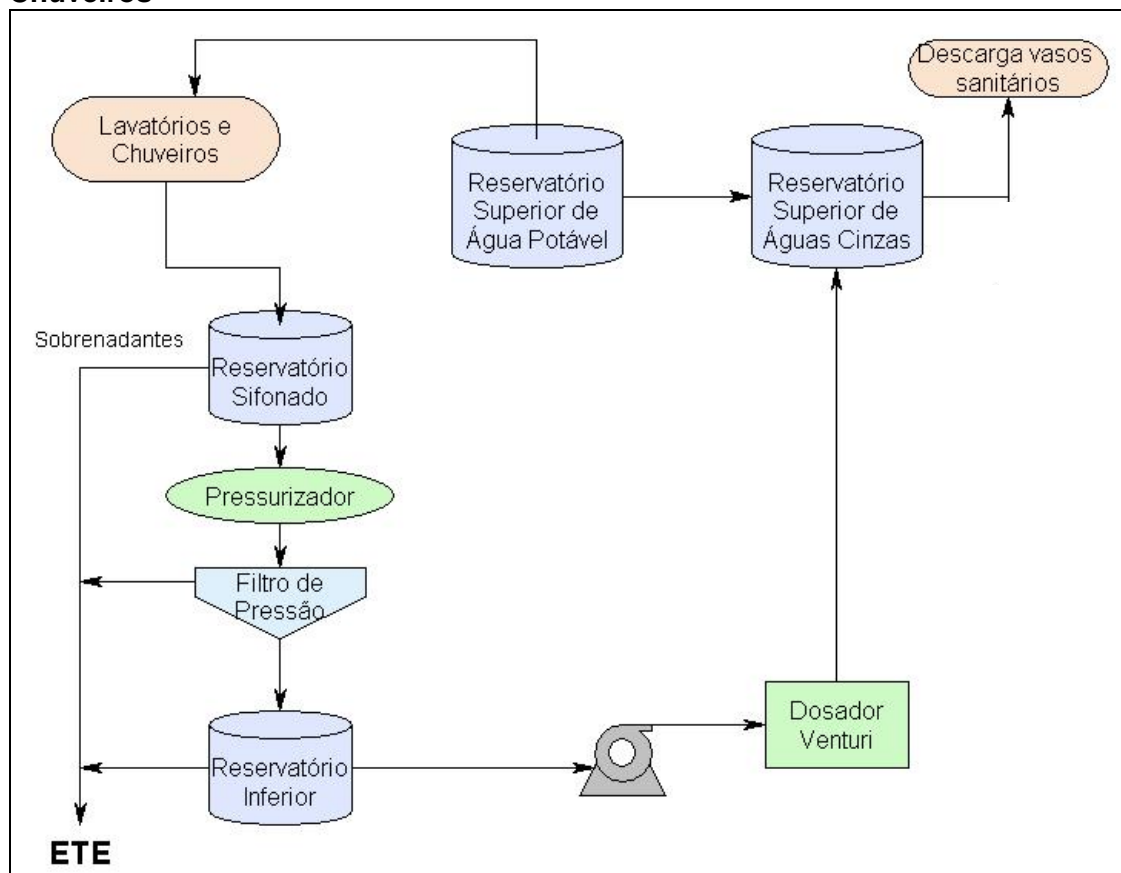 Chuveiros
Descarga vasos
sanitários
Lavatórios e
Chuveiros
Reservatório
Superior de
Água Potável
Reservatório
Superior de
Águas Cinzas
Sobrenadantes
Reservatório
Sifonado
Pressurizador
Filtro de
Pressão
Dosador
Venturi
Reservatório
Inferior
ETE